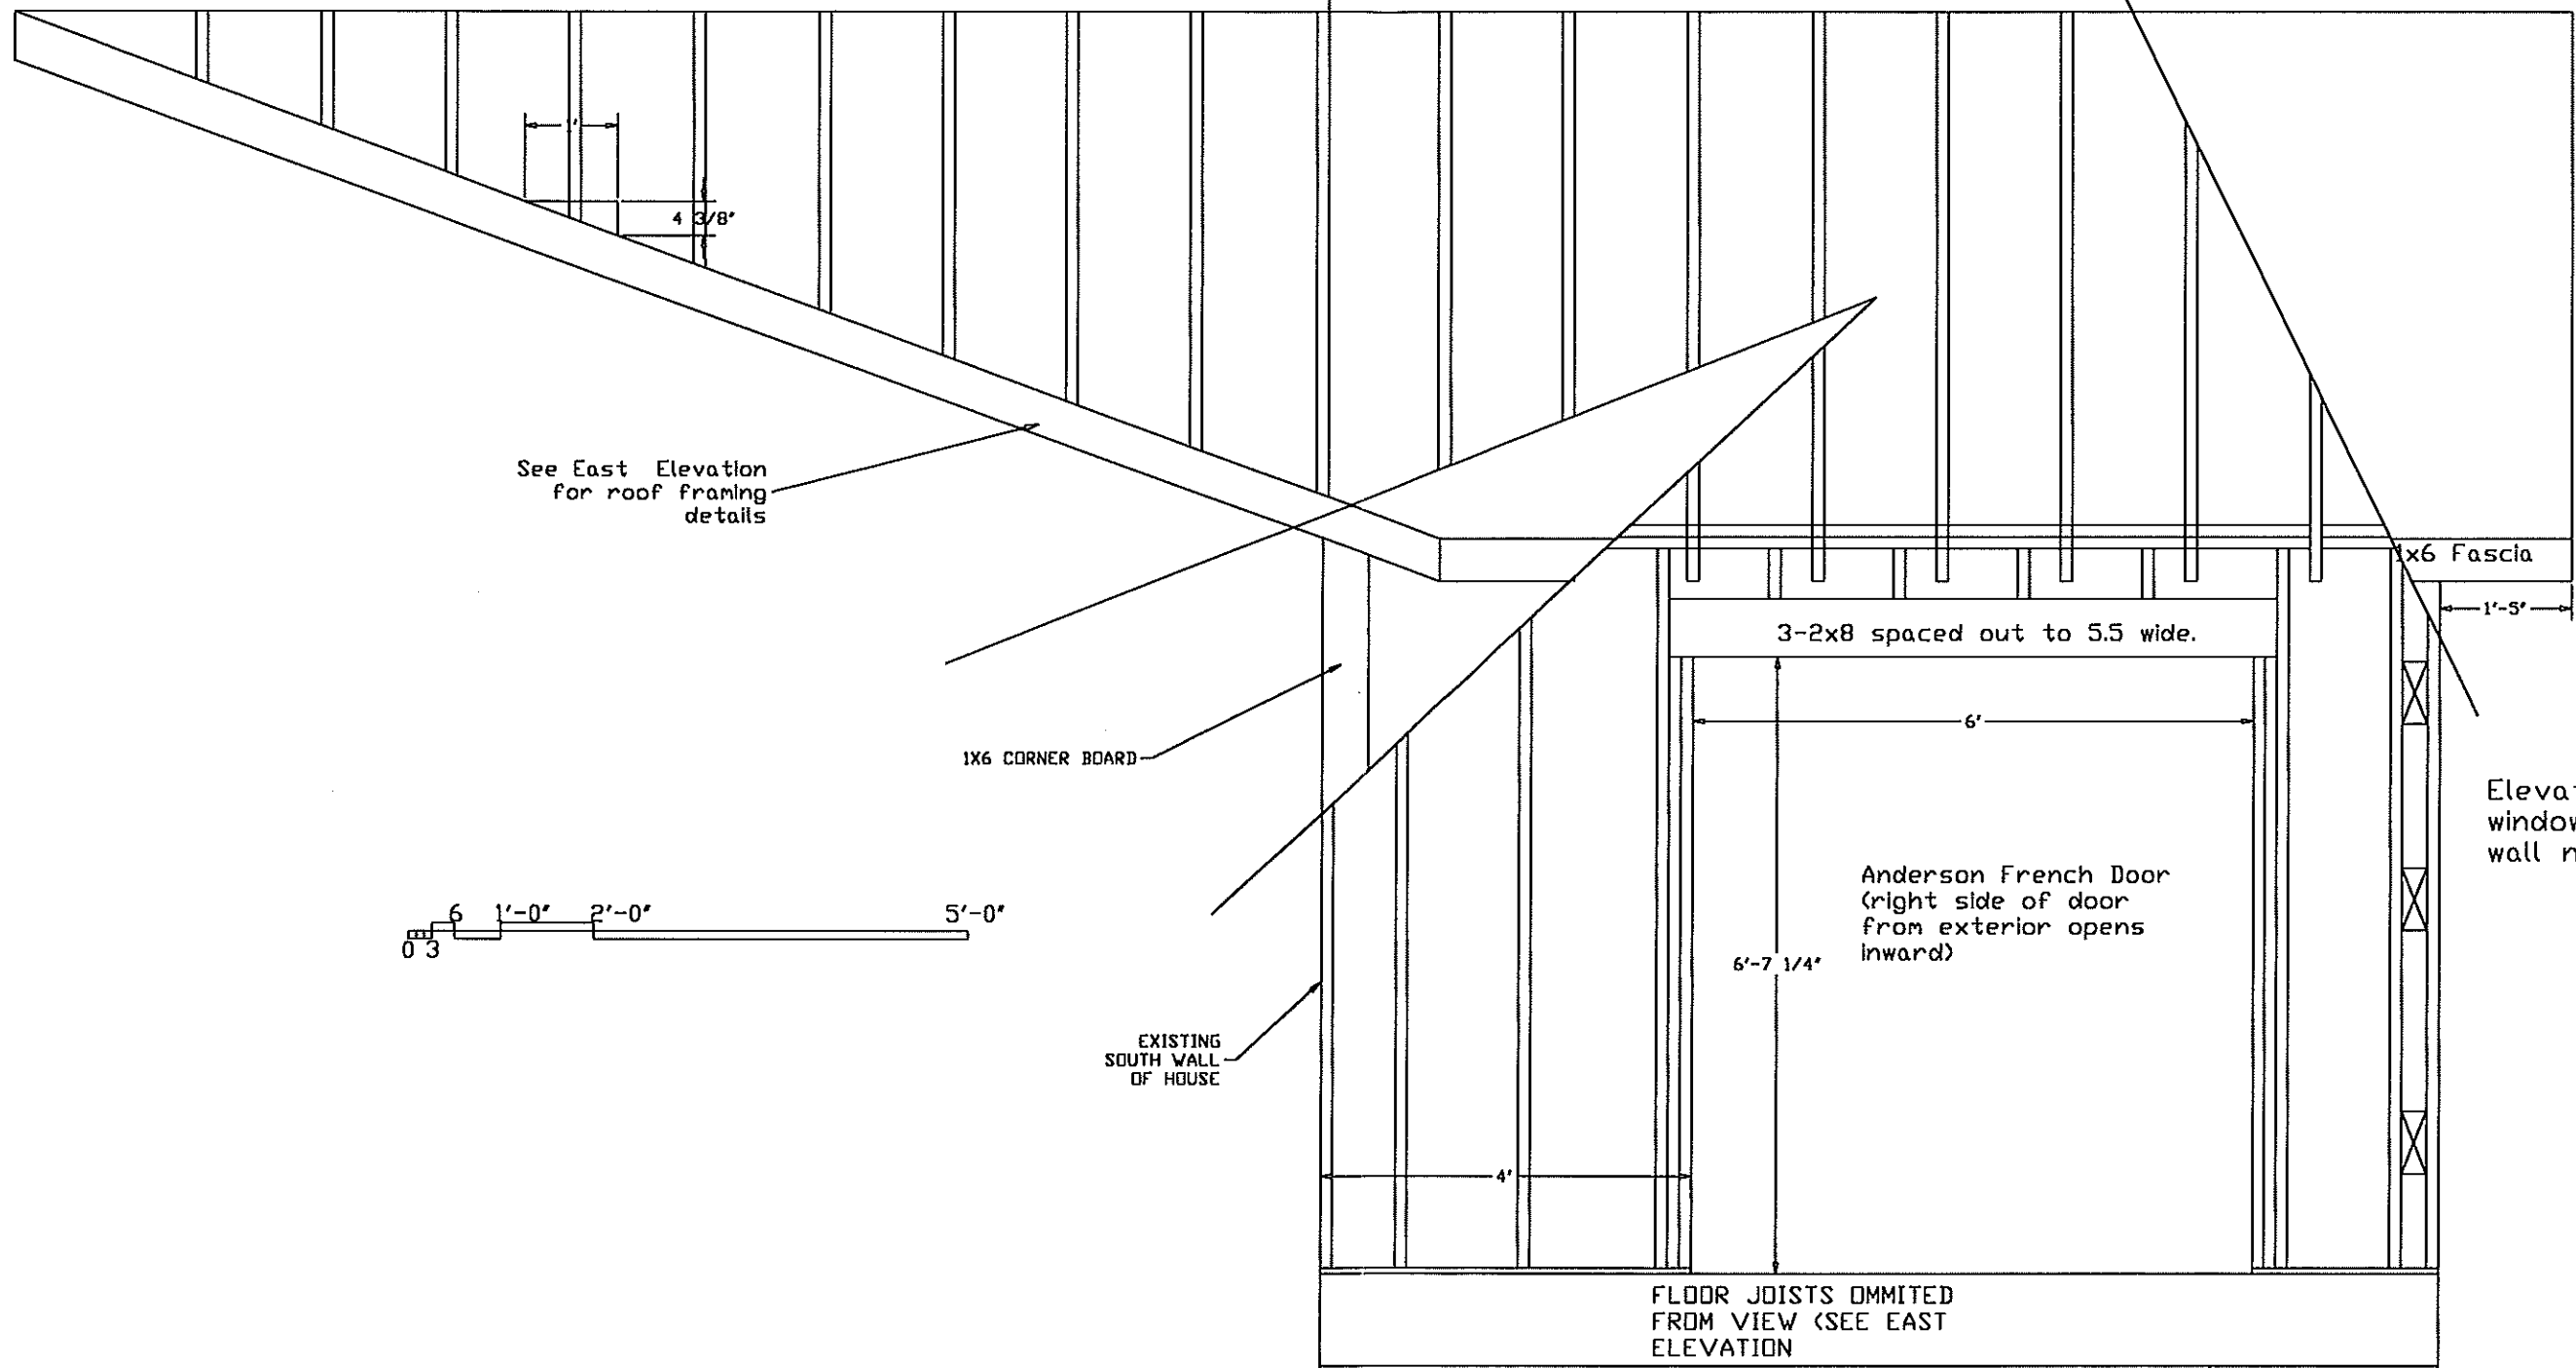 1'
4 3/8"
See East Elevation
for roof framing
details
1x6 Fascia
1'-5"
3-2x8 spaced out to 5.5 wide.
6'
1X6 CORNER BOARD
Anderson French Door
(right side of door
from exterior opens
inward)
6'-7 1/4"
0 3 6 1'-0" 2'-0" 5'-0"
EXISTING
SOUTH WALL
OF HOUSE
4'
FLOOR JOISTS OMMITED
FROM VIEW (SEE EAST
ELEVATION
wall